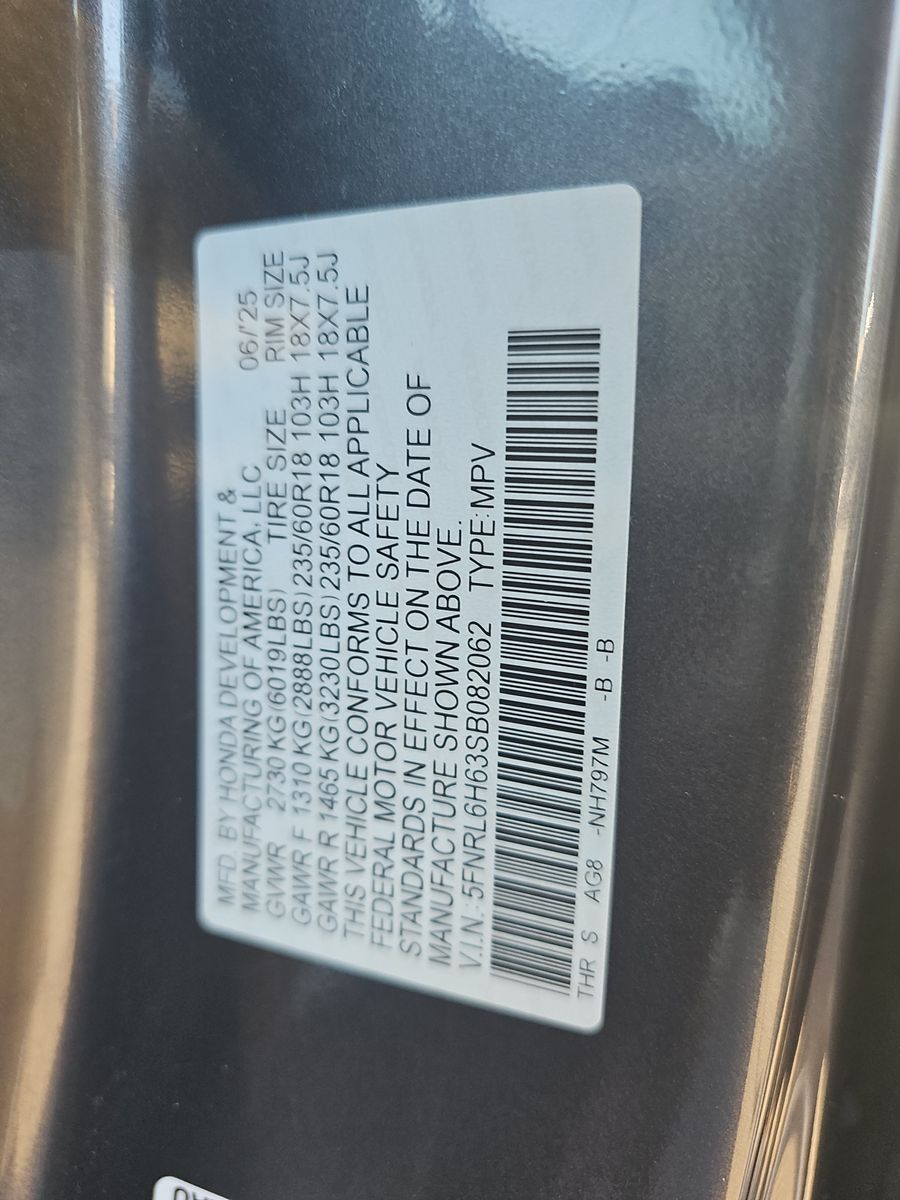 MFD. BY HONDA DEVELOPMENT &
MANUFACTURING OF AMERICA, LLC 06/'25
GVWR 2730 KG(6019LBS) TIRE SIZE RIM SIZE
GAWR F 1310 KG(2888LBS)235/60R18 103H 18X7.5J
GAWR R 1465 KG(3230LBS)235/60R18 103H 18X7.5J
THIS VEHICLE CONFORMS TO ALL APPLICABLE
FEDERAL MOTOR VEHICLE SAFETY
STANDARDS IN EFFECT ON THE DATE OF
MANUFACTURE SHOWN ABOVE.
V.I.N.:5FNRL6H63SB082062 TYPE:MPV
THR S AG8 -NH797M -B -B